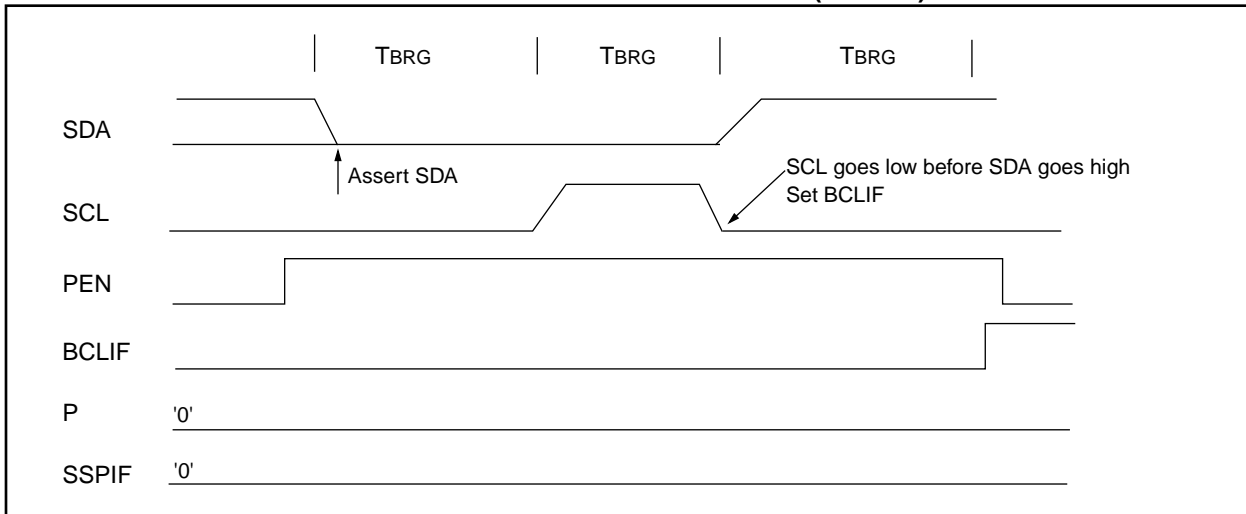 TBRG TBRG TBRG
SDA
Assert SDA
SCL goes low before SDA goes high
Set BCLIF
SCL
PEN
BCLIF
P '0'
SSPIF '0'